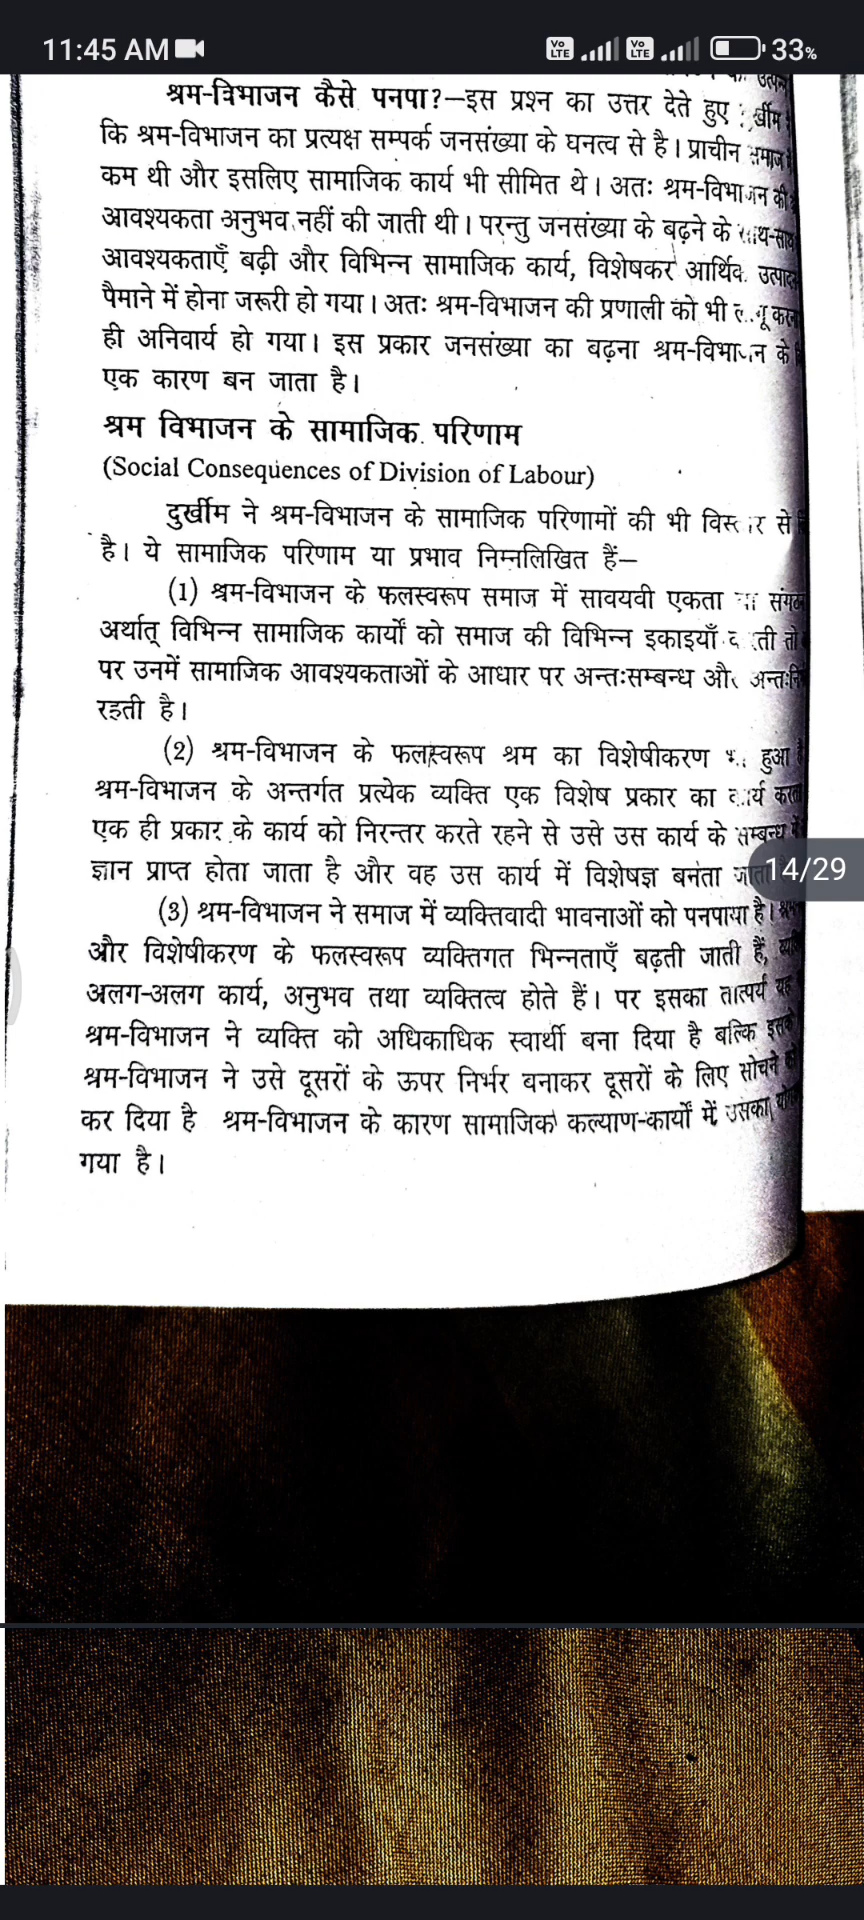 11:45 AM
Vo LTE Vo LTE 33%
श्रम-विभाजन कैसे पनपा?—इस प्रश्न का उत्तर देते हुए
कि श्रम-विभाजन का प्रत्यक्ष सम्पर्क जनसंख्या के घनत्व से है। प्राचीन
कम थी और इसलिए सामाजिक कार्य भी सीमित थे। अतः श्रम-विभाजन की
आवश्यकता अनुभव नहीं की जाती थी। परन्तु जनसंख्या के बढ़ने के
आवश्यकताएँ बढ़ी और विभिन्न सामाजिक कार्य, विशेषकर आर्थिक
पैमाने में होना जरूरी हो गया। अतः श्रम-विभाजन की प्रणाली को भी
ही अनिवार्य हो गया। इस प्रकार जनसंख्या का बढ़ना श्रम-विभाजन के
एक कारण बन जाता है।
श्रम विभाजन के सामाजिक परिणाम
(Social Consequences of Division of Labour)
दुर्खीम ने श्रम-विभाजन के सामाजिक परिणामों की भी विस्तार से
है। ये सामाजिक परिणाम या प्रभाव निम्नलिखित हैं—
(1) श्रम-विभाजन के फलस्वरूप समाज में सावयवी एकता
अर्थात् विभिन्न सामाजिक कार्यों को समाज की विभिन्न इकाइयाँ
पर उनमें सामाजिक आवश्यकताओं के आधार पर अन्तःसम्बन्ध और
रहती है।
(2) श्रम-विभाजन के फलस्वरूप श्रम का विशेषीकरण हुआ
श्रम-विभाजन के अन्तर्गत प्रत्येक व्यक्ति एक विशेष प्रकार का कार्य
एक ही प्रकार के कार्य को निरन्तर करते रहने से उसे उस कार्य के सम्बन्ध
ज्ञान प्राप्त होता जाता है और वह उस कार्य में विशेषज्ञ बनता
14/29
(3) श्रम-विभाजन ने समाज में व्यक्तिवादी भावनाओं को पनपाया है।
और विशेषीकरण के फलस्वरूप व्यक्तिगत भिन्नताएँ बढ़ती जाती हैं,
अलग-अलग कार्य, अनुभव तथा व्यक्तित्व होते हैं। पर इसका तात्पर्य यह
श्रम-विभाजन ने व्यक्ति को अधिकाधिक स्वार्थी बना दिया है बल्कि
श्रम-विभाजन ने उसे दूसरों के ऊपर निर्भर बनाकर दूसरों के लिए सोचने
कर दिया है श्रम-विभाजन के कारण सामाजिक कल्याण-कार्यों में उसका
गया है।